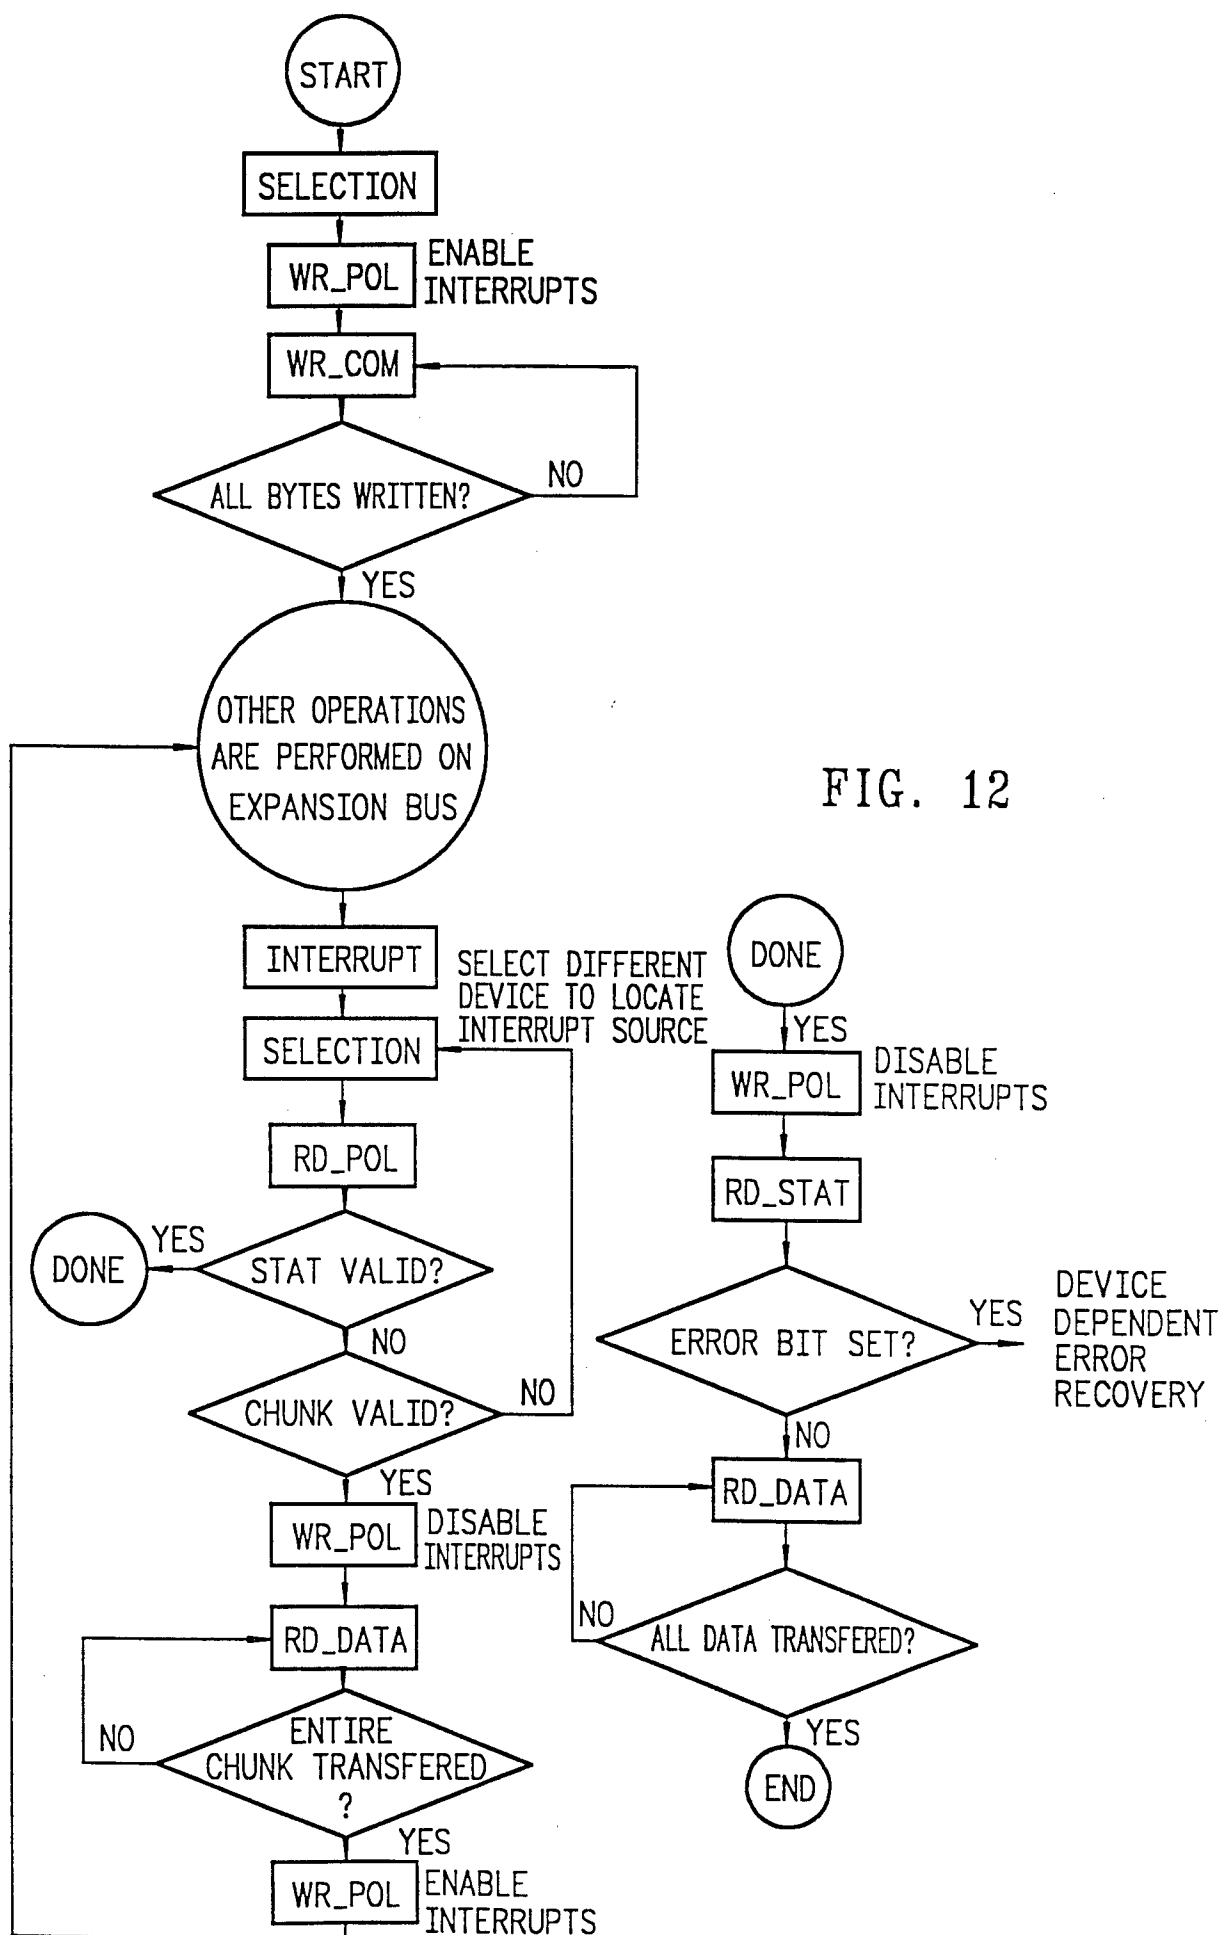 START
SELECTION
WR_POL
ENABLE
INTERRUPTS
WR_COM
ALL BYTES WRITTEN?
NO
YES
OTHER OPERATIONS
ARE PERFORMED ON
EXPANSION BUS
INTERRUPT
SELECT DIFFERENT
DEVICE TO LOCATE
INTERRUPT SOURCE
SELECTION
RD_POL
STAT VALID?
YES
DONE
NO
CHUNK VALID?
NO
YES
WR_POL
DISABLE
INTERRUPTS
RD_DATA
ENTIRE
CHUNK TRANSFERED
?
NO
YES
WR_POL
ENABLE
INTERRUPTS
FIG. 12
DONE
YES
WR_POL
DISABLE
INTERRUPTS
RD_STAT
ERROR BIT SET?
YES
DEVICE
DEPENDENT
ERROR
RECOVERY
NO
RD_DATA
ALL DATA TRANSFERED?
NO
YES
END